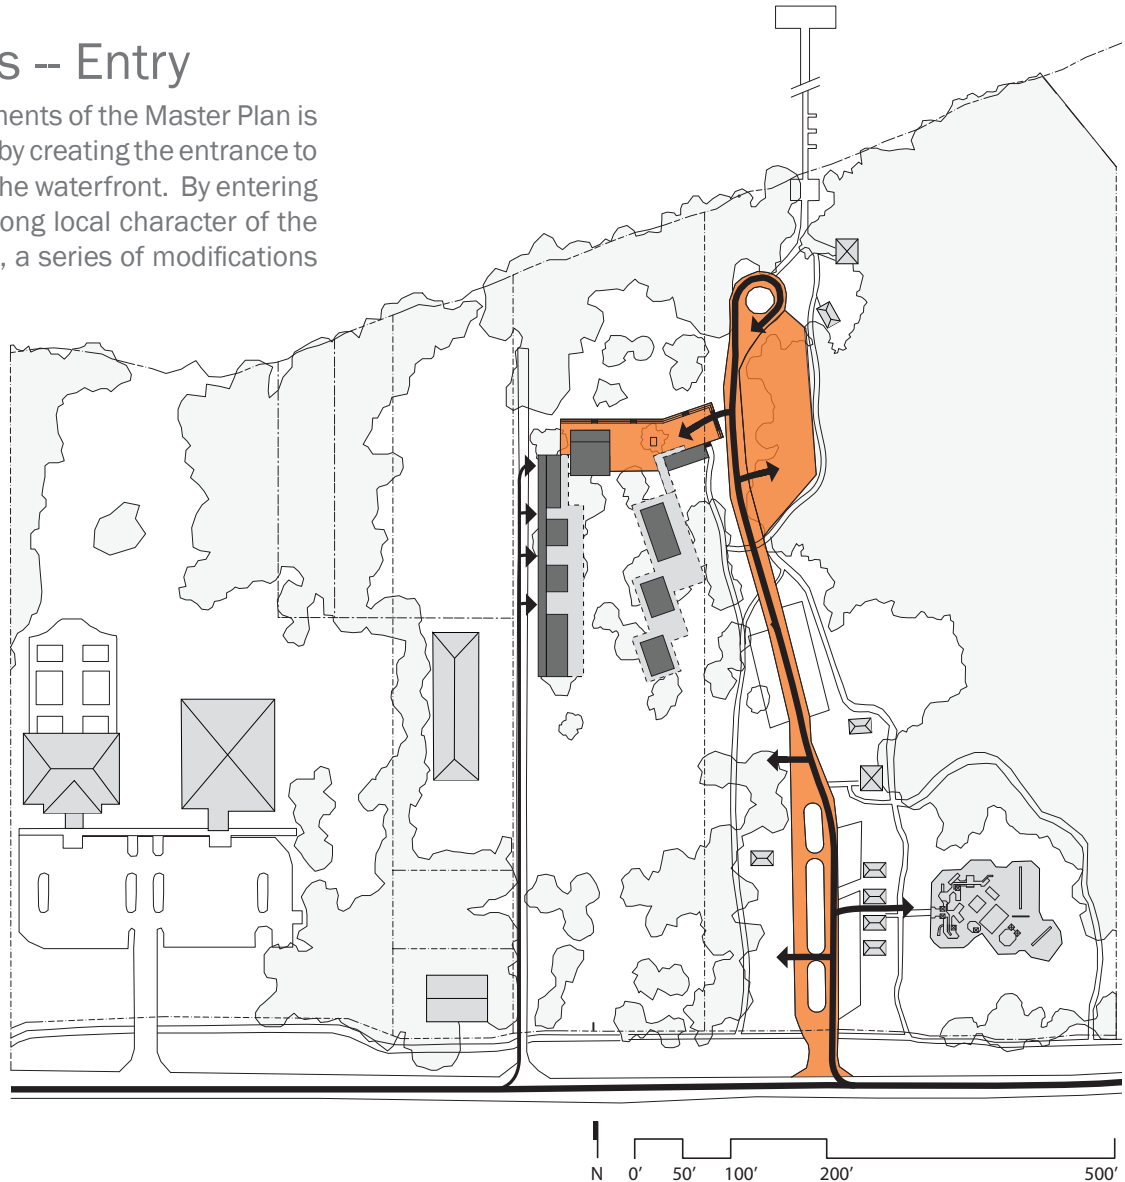 s -- Entry
nents of the Master Plan is
by creating the entrance to
he waterfront. By entering
ong local character of the
, a series of modifications
N 0' 50' 100' 200' 500'